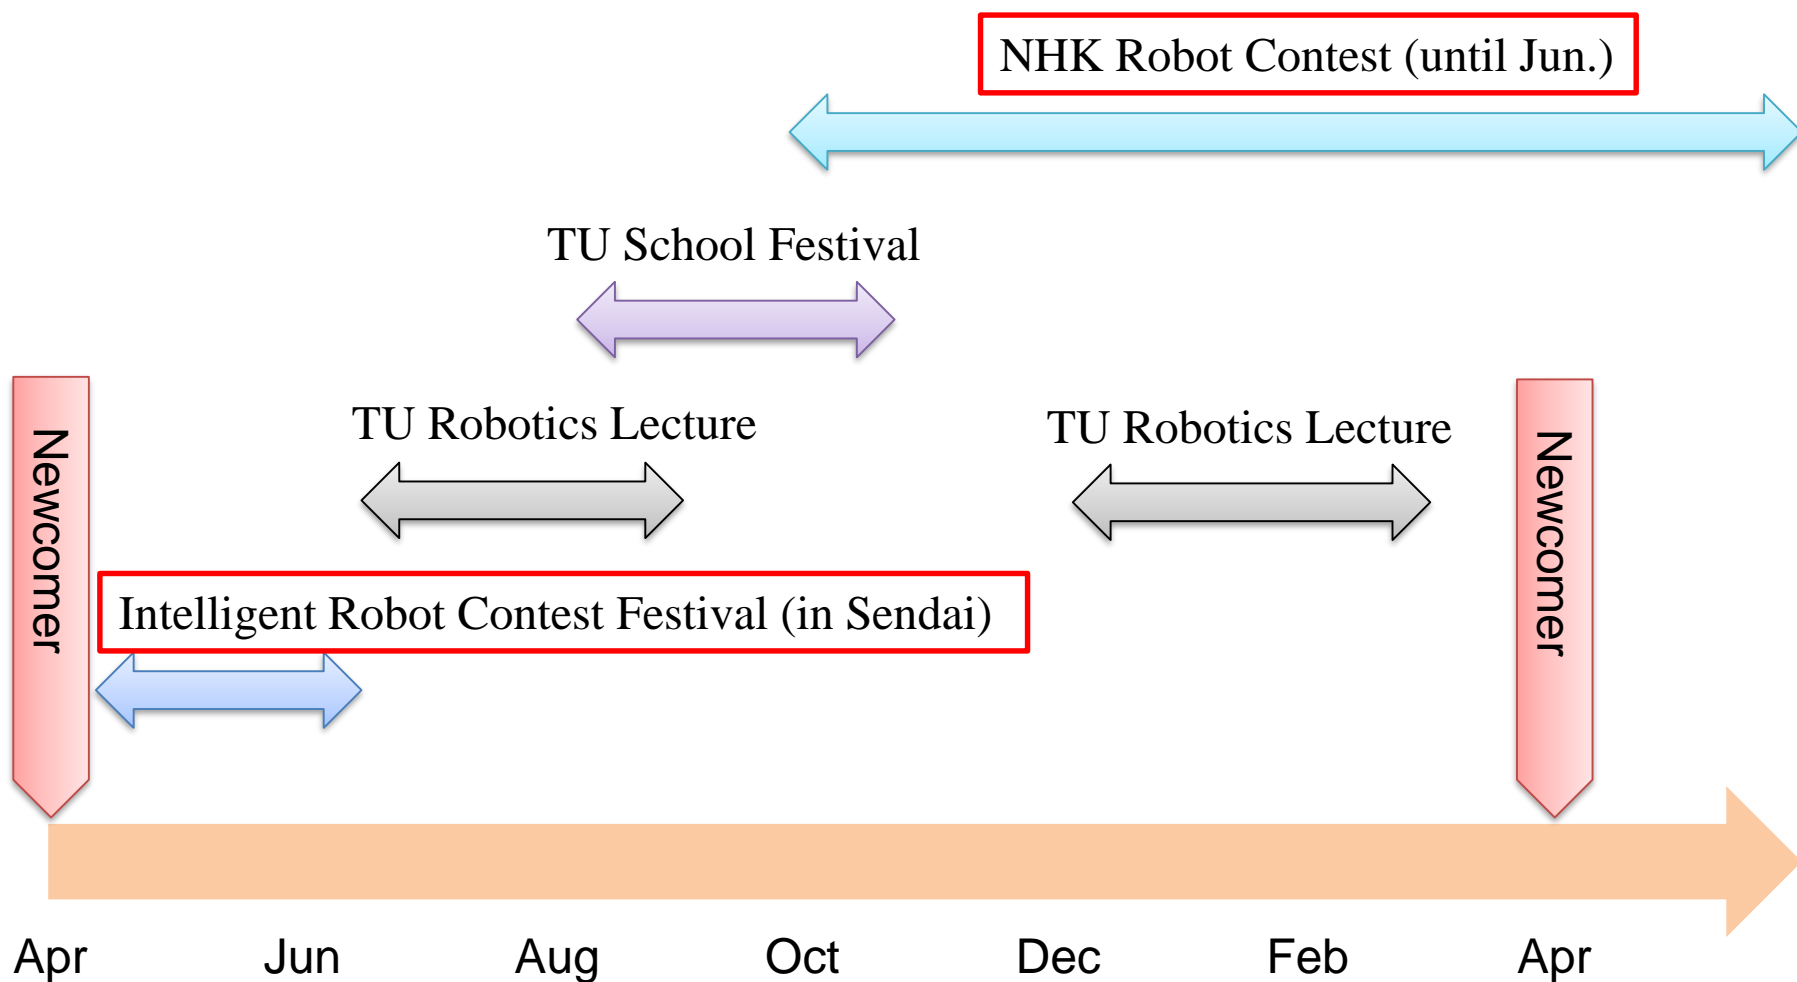 NHK Robot Contest (until Jun.)
TU School Festival
TU Robotics Lecture
TU Robotics Lecture
Newcomer
Newcomer
Intelligent Robot Contest Festival (in Sendai)
Apr
Jun
Aug
Oct
Dec
Feb
Apr